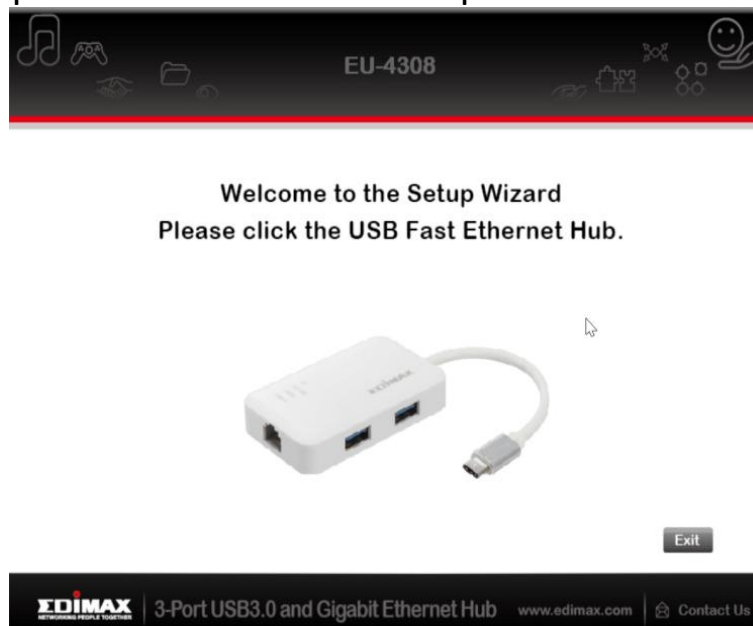 EU-4308
Welcome to the Setup Wizard
Please click the USB Fast Ethernet Hub.
EDIMAX
Exit
EDIMAX
NETWORKING PEOPLE TOGETHER
3-Port USB3.0 and Gigabit Ethernet Hub
www.edimax.com
Contact Us